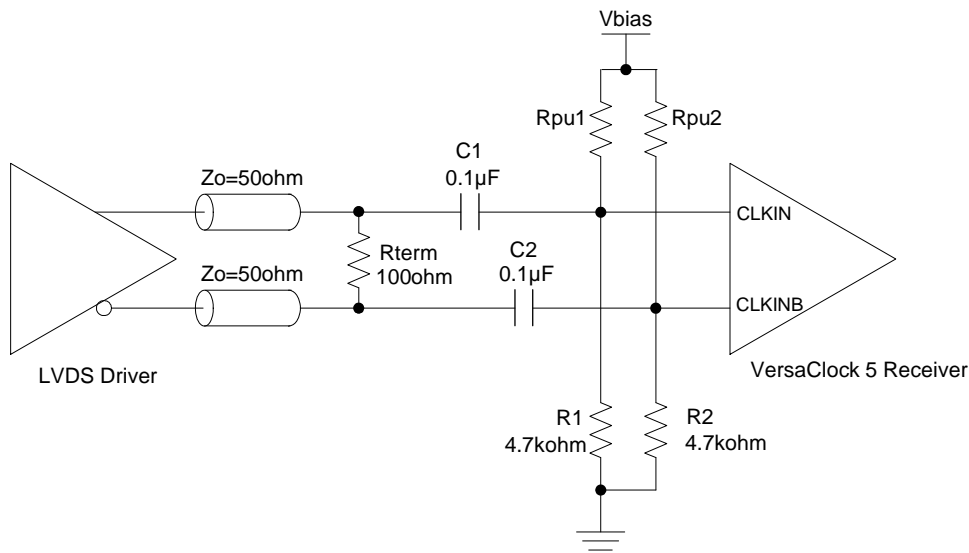 Vbias
Rpu1
Rpu2
C1
0.1µF
Zo=50ohm
CLKIN
Rterm
100ohm
C2
0.1µF
Zo=50ohm
CLKINB
LVDS Driver
VersaClock 5 Receiver
R1
4.7kohm
R2
4.7kohm